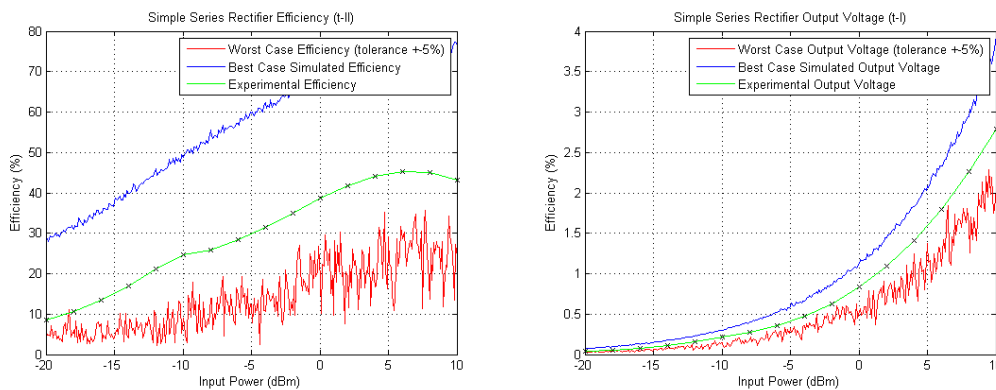 Simple Series Rectifier Efficiency (t-II)
80
70
60
50
40
30
20
10
0
Efficiency (%)
Worst Case Efficiency (tolerance +-5%)
Best Case Simulated Efficiency
Experimental Efficiency
-20 -15 -10 -5 0 5 10
Input Power (dBm)
Simple Series Rectifier Output Voltage (t-I)
4
3.5
3
2.5
2
1.5
1
0.5
0
Efficiency (%)
Worst Case Output Voltage (tolerance +-5%)
Best Case Simulated Output Voltage
Experimental Output Voltage
-20 -15 -10 -5 0 5 10
Input Power (dBm)